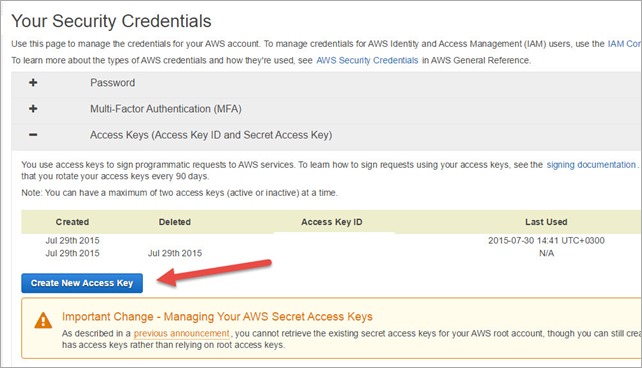 Your Security Credentials
Use this page to manage the credentials for your AWS account. To manage credentials for AWS Identity and Access Management (IAM) users, use the IAM Con
To learn more about the types of AWS credentials and how they're used, see AWS Security Credentials in AWS General Reference.
+ Password
+ Multi-Factor Authentication (MFA)
− Access Keys (Access Key ID and Secret Access Key)
You use access keys to sign programmatic requests to AWS services. To learn how to sign requests using your access keys, see the signing documentation.
that you rotate your access keys every 90 days.
Note: You can have a maximum of two access keys (active or inactive) at a time.
Created Deleted Access Key ID Last Used
Jul 29th 2015 2015-07-30 14:41 UTC+0300
Jul 29th 2015 Jul 29th 2015 N/A
Create New Access Key
Important Change - Managing Your AWS Secret Access Keys
As described in a previous announcement, you cannot retrieve the existing secret access keys for your AWS root account, though you can still crea
has access keys rather than relying on root access keys.